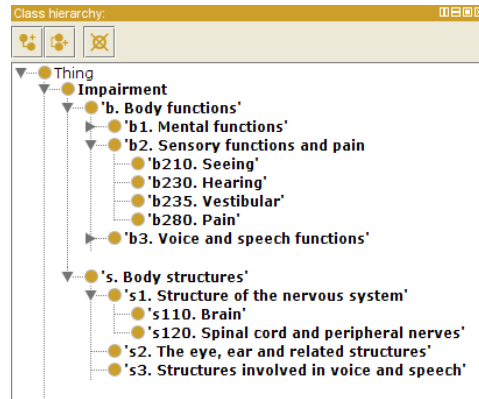 Class hierarchy:
Thing
Impairment
'b. Body functions'
'b1. Mental functions'
'b2. Sensory functions and pain
'b210. Seeing'
'b230. Hearing'
'b235. Vestibular'
'b280. Pain'
'b3. Voice and speech functions'
's. Body structures'
's1. Structure of the nervous system'
's110. Brain'
's120. Spinal cord and peripheral nerves'
's2. The eye, ear and related structures'
's3. Structures involved in voice and speech'